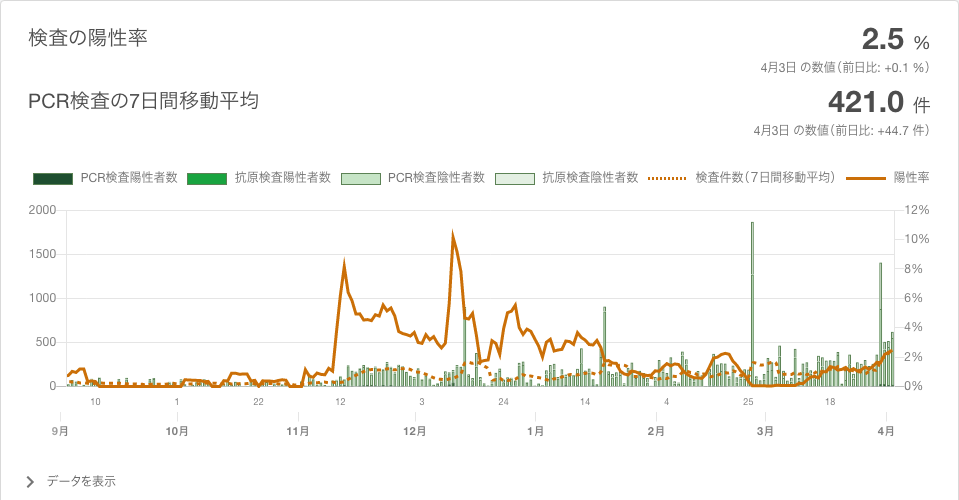 検査の陽性率
2.5 %
4月3日 の数値（前日比: +0.1 %）
PCR検査の7日間移動平均
421.0 件
4月3日 の数値（前日比: +44.7 件）
PCR検査陽性者数 抗原検査陽性者数 PCR検査陰性者数 抗原検査陰性者数 検査件数（7日間移動平均） 陽性率
2000 12%
10%
1500
8%
1000 6%
4%
500
2%
0 0%
10 1 22 12 3 24 14 4 25 18
9月 10月 11月 12月 1月 2月 3月 4月
データを表示